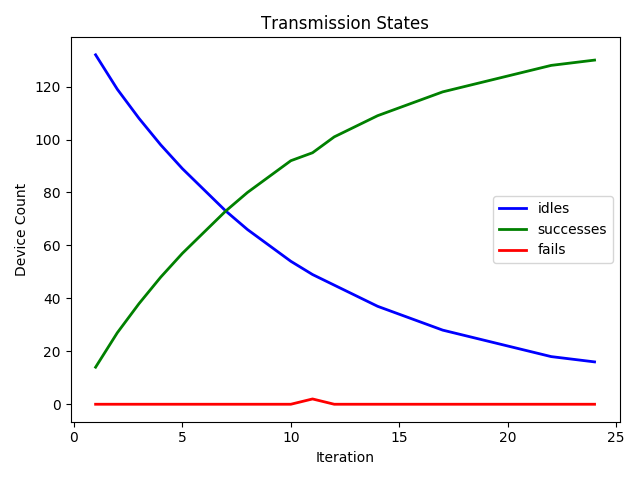 Transmission States
Device Count
120
100
80
60
40
20
0
idles
successes
fails
0 5 10 15 20 25
Iteration